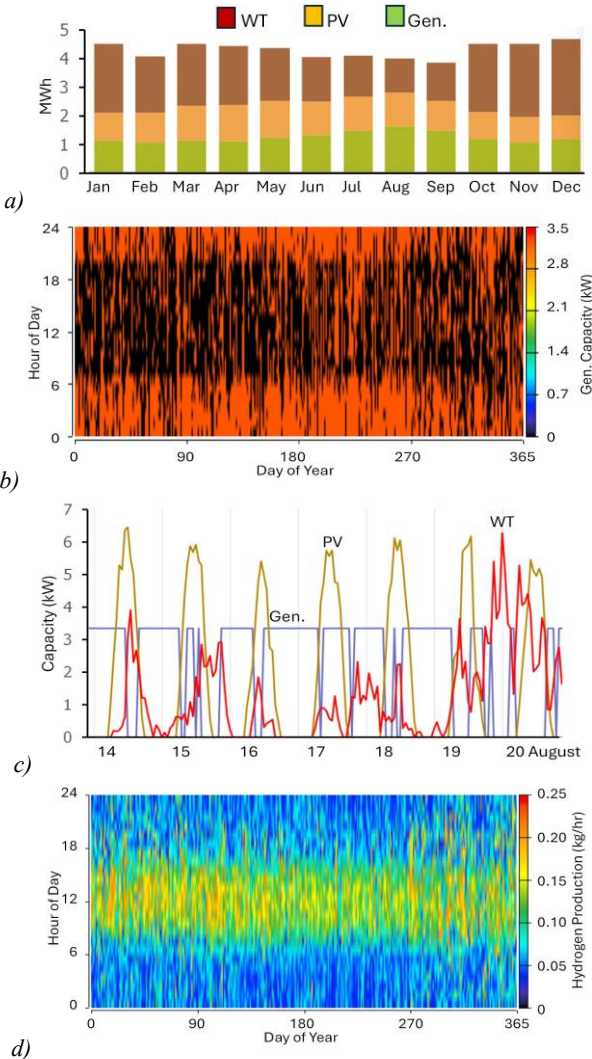 WT PV Gen.
5
4
3
2
1
0
MWh
Jan Feb Mar Apr May Jun Jul Aug Sep Oct Nov Dec
a)
24
18
12
6
0
Hour of Day
0 90 180 270 365
Day of Year
3.5
2.8
2.1
1.4
0.7
0
Gen. Capacity (kW)
b)
7
6
5
4
3
2
1
0
Capacity (kW)
WT
PV
Gen.
14 15 16 17 18 19 20 August
c)
24
18
12
6
0
Hour of Day
0 90 180 270 365
Day of Year
0.25
0.20
0.15
0.10
0.05
0
Hydrogen Production (kg/hr)
d)